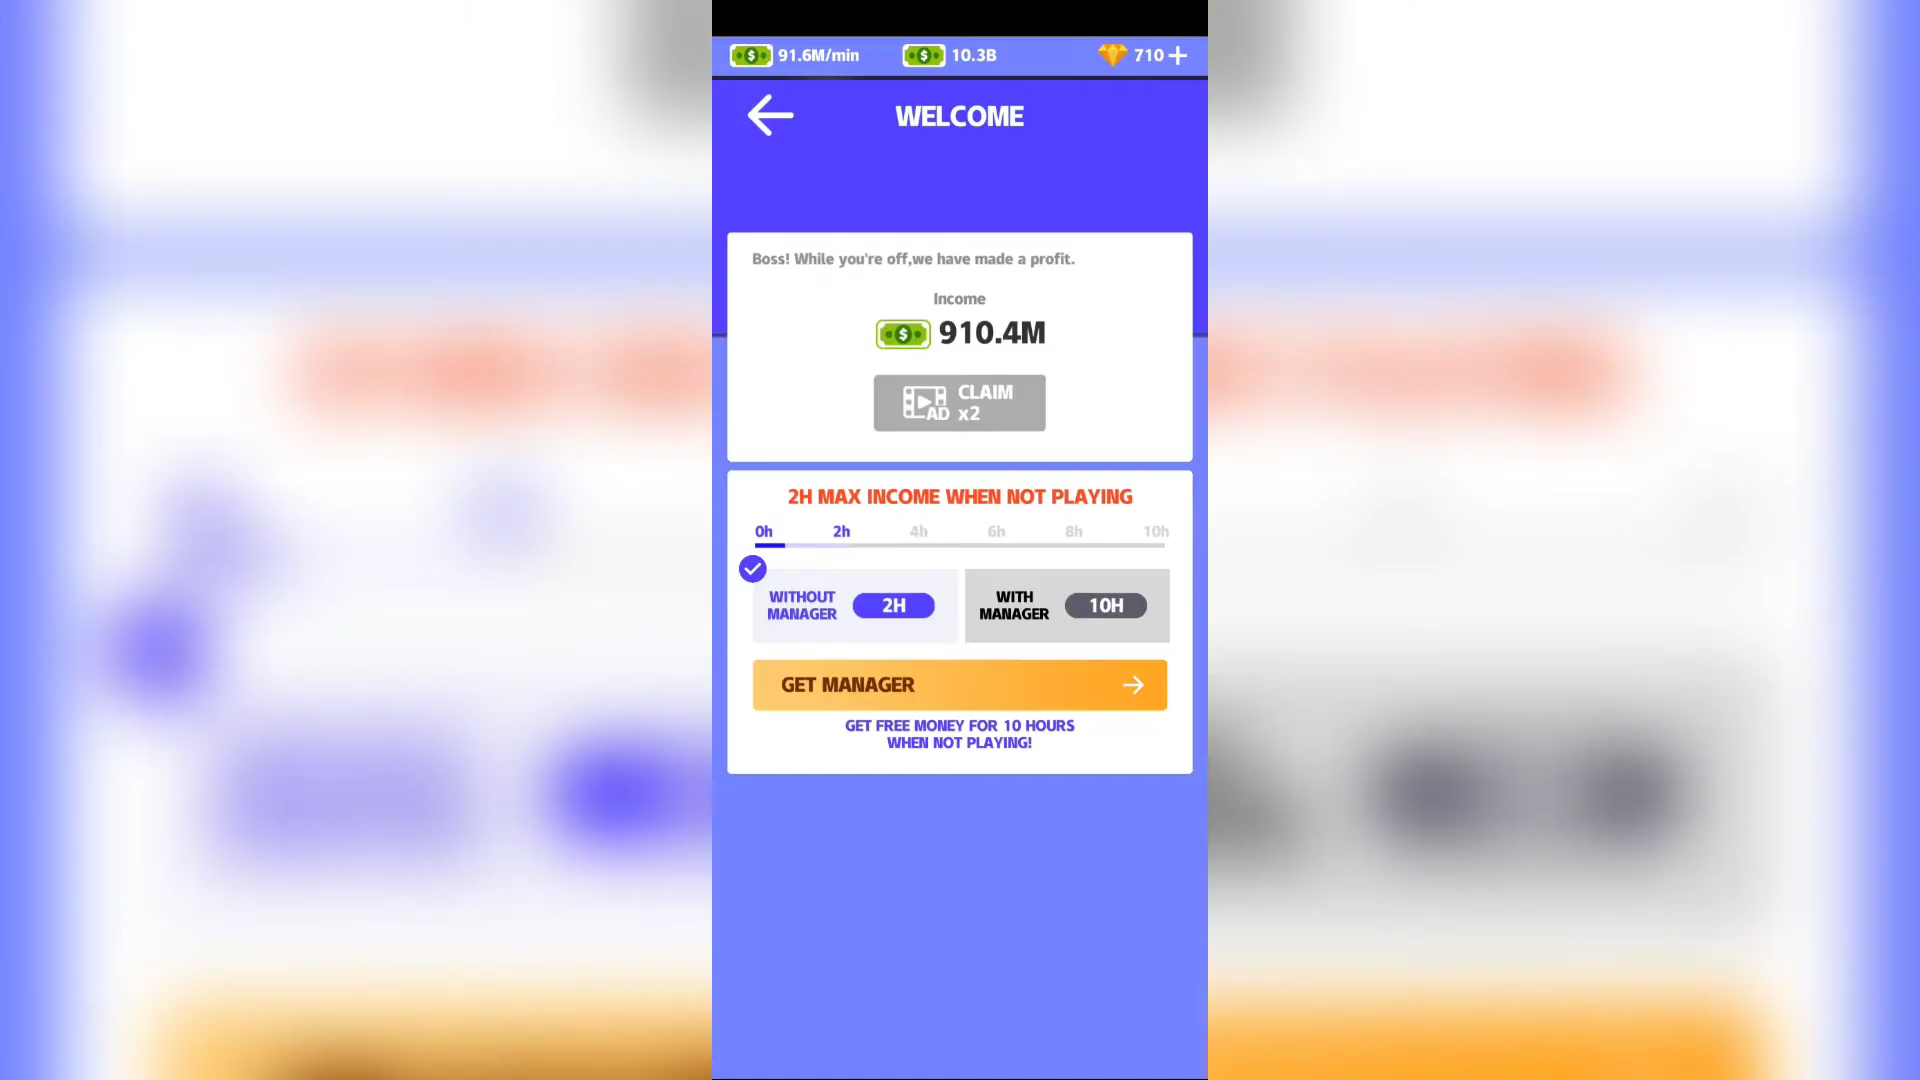 91.6M/min 10.3B 710
WELCOME
Boss! While you're off,we have made a profit.
Income
$ 910.4M
CLAIM
AD x2
2H MAX INCOME WHEN NOT PLAYING
0h 2h 4h 6h 8h 10h
WITHOUT
MANAGER
2H
WITH
MANAGER
10H
GET MANAGER
GET FREE MONEY FOR 10 HOURS
WHEN NOT PLAYING!